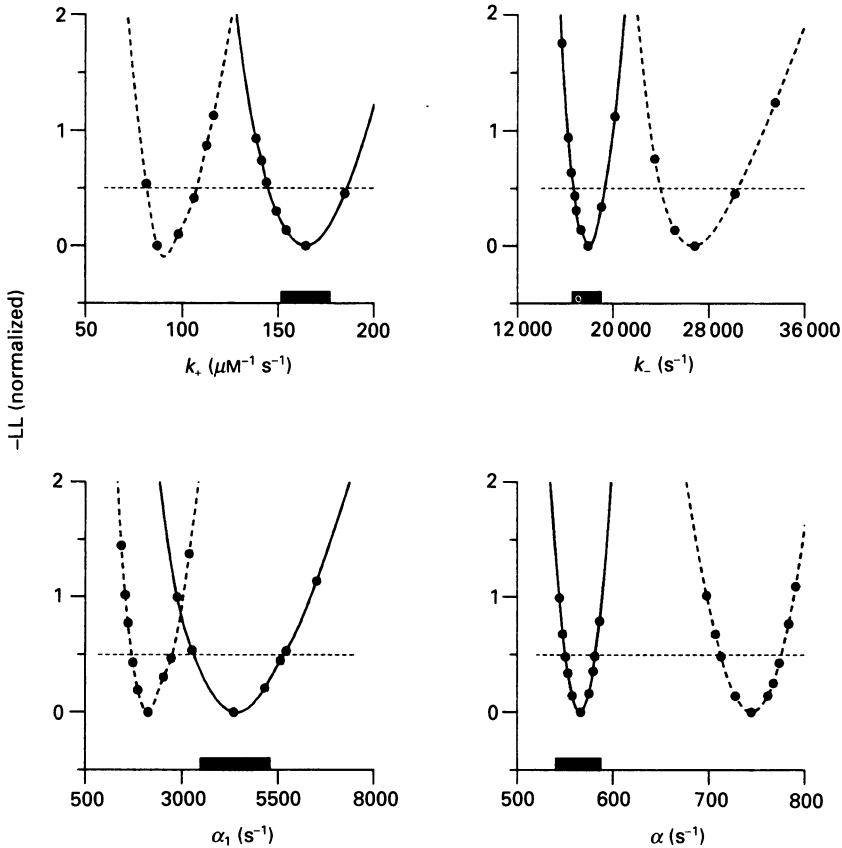 2
1
0
50 100 150 200
k₊ (μM⁻¹ s⁻¹)
2
1
0
12 000 20 000 28 000 36 000
k₋ (s⁻¹)
–LL (normalized)
2
1
0
500 3000 5500 8000
α₁ (s⁻¹)
2
1
0
500 600 700 800
α (s⁻¹)